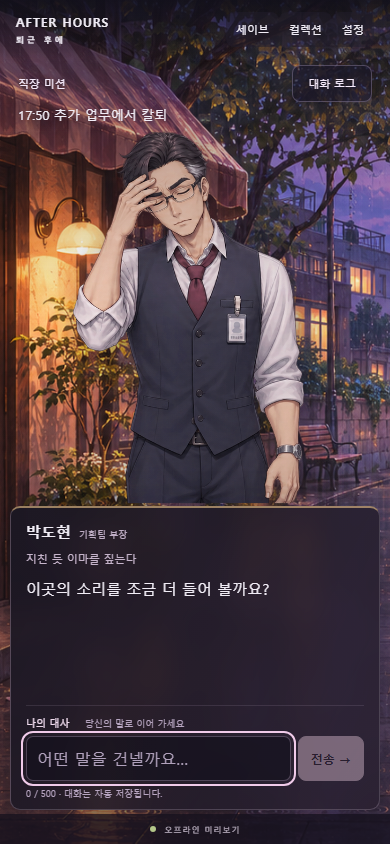 AFTER HOURS
퇴근 후에
세이브 컬렉션 설정
직장 미션
대화 로그
17:50 추가 업무에서 칼퇴
박도현 기획팀 부장
지친 듯 이마를 짚는다
이곳의 소리를 조금 더 들어 볼까요?
나의 대사 당신의 말로 이어 가세요
어떤 말을 건넬까요...
전송 →
0 / 500 · 대화는 자동 저장됩니다.
오프라인 미리보기